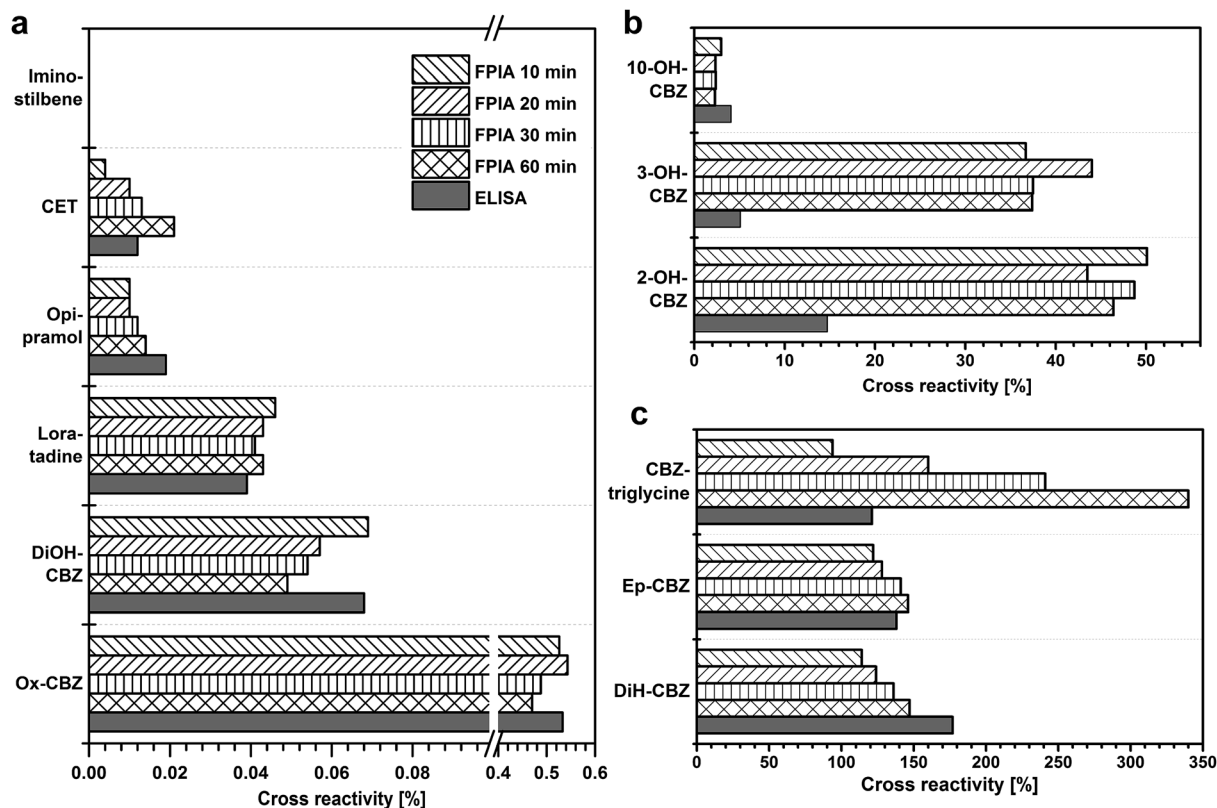 a
Imino-
stilbene
CET
Opi-
pramol
Lora-
tadine
DiOH-
CBZ
Ox-CBZ
FPIA 10 min
FPIA 20 min
FPIA 30 min
FPIA 60 min
ELISA
0.00 0.02 0.04 0.06 0.08 0.4 0.5 0.6
Cross reactivity [%]
b
10-OH-
CBZ
3-OH-
CBZ
2-OH-
CBZ
0 10 20 30 40 50
Cross reactivity [%]
c
CBZ-
triglycine
Ep-CBZ
DiH-CBZ
0 50 100 150 200 250 300 350
Cross reactivity [%]